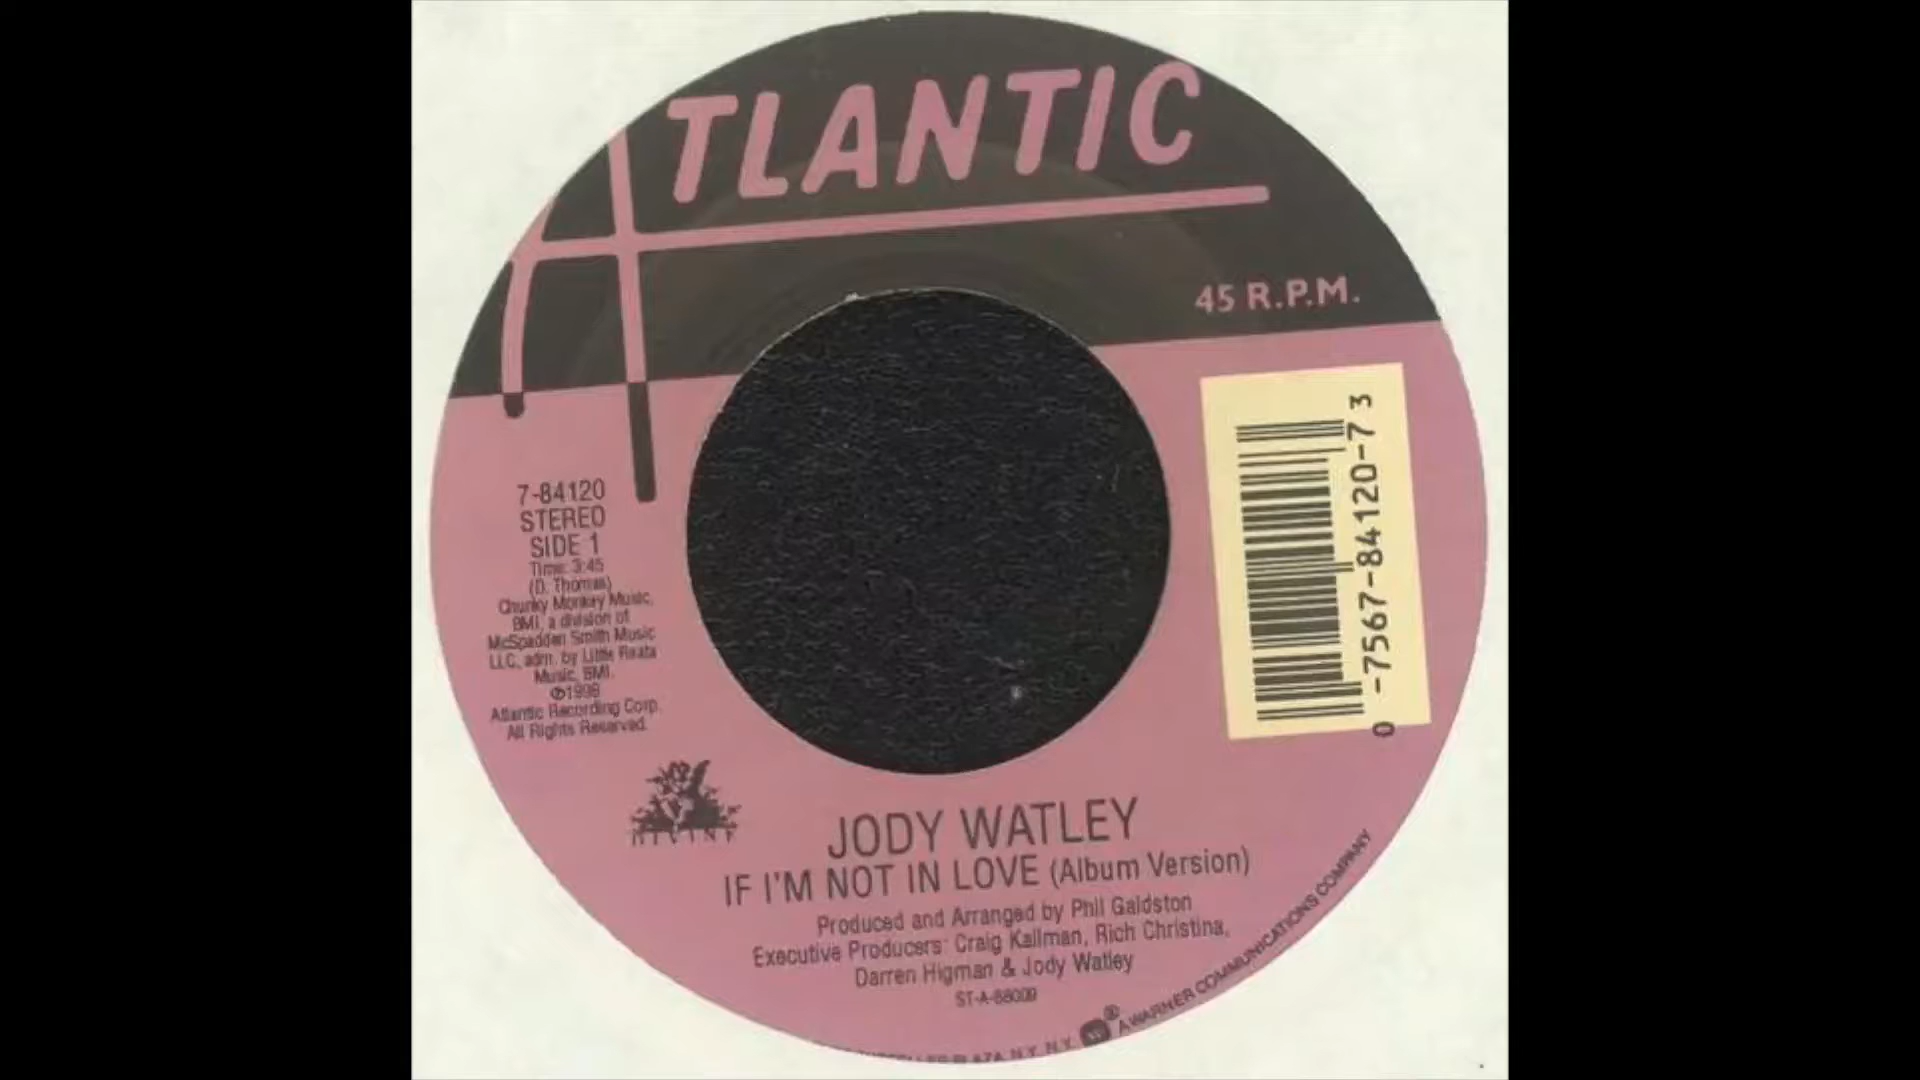 ATLANTIC
45 R.P.M.
7-84120
STEREO
SIDE 1
Time: 3:45
(D. Thomas)
Chunky Monkey Music,
BMI, a division of
McSpadden Smith Music
LLC, adm. by Little Reata
Music, BMI.
℗1998
Atlantic Recording Corp.
All Rights Reserved.
0 -7567-84120-7 3
DIVINE
JODY WATLEY
IF I'M NOT IN LOVE (Album Version)
Produced and Arranged by Phil Galdston
Executive Producers: Craig Kallman, Rich Christina,
Darren Higman & Jody Watley
ST-A-88009
PLAZA, N.Y. N.Y. ® A WARNER COMMUNICATIONS COMPANY